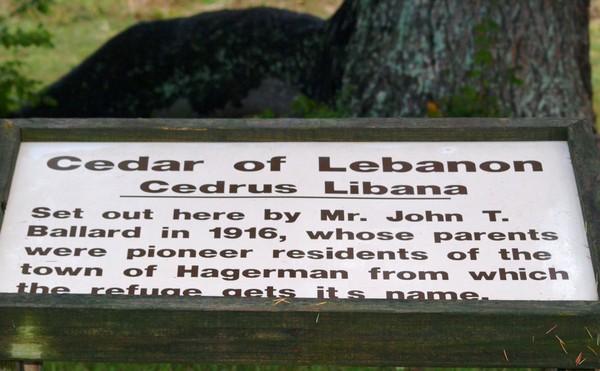 Cedar of Lebanon
Cedrus Libana
Set out here by Mr. John T.
Ballard in 1916, whose parents
were pioneer residents of the
town of Hagerman from which
the refuge gets its name.